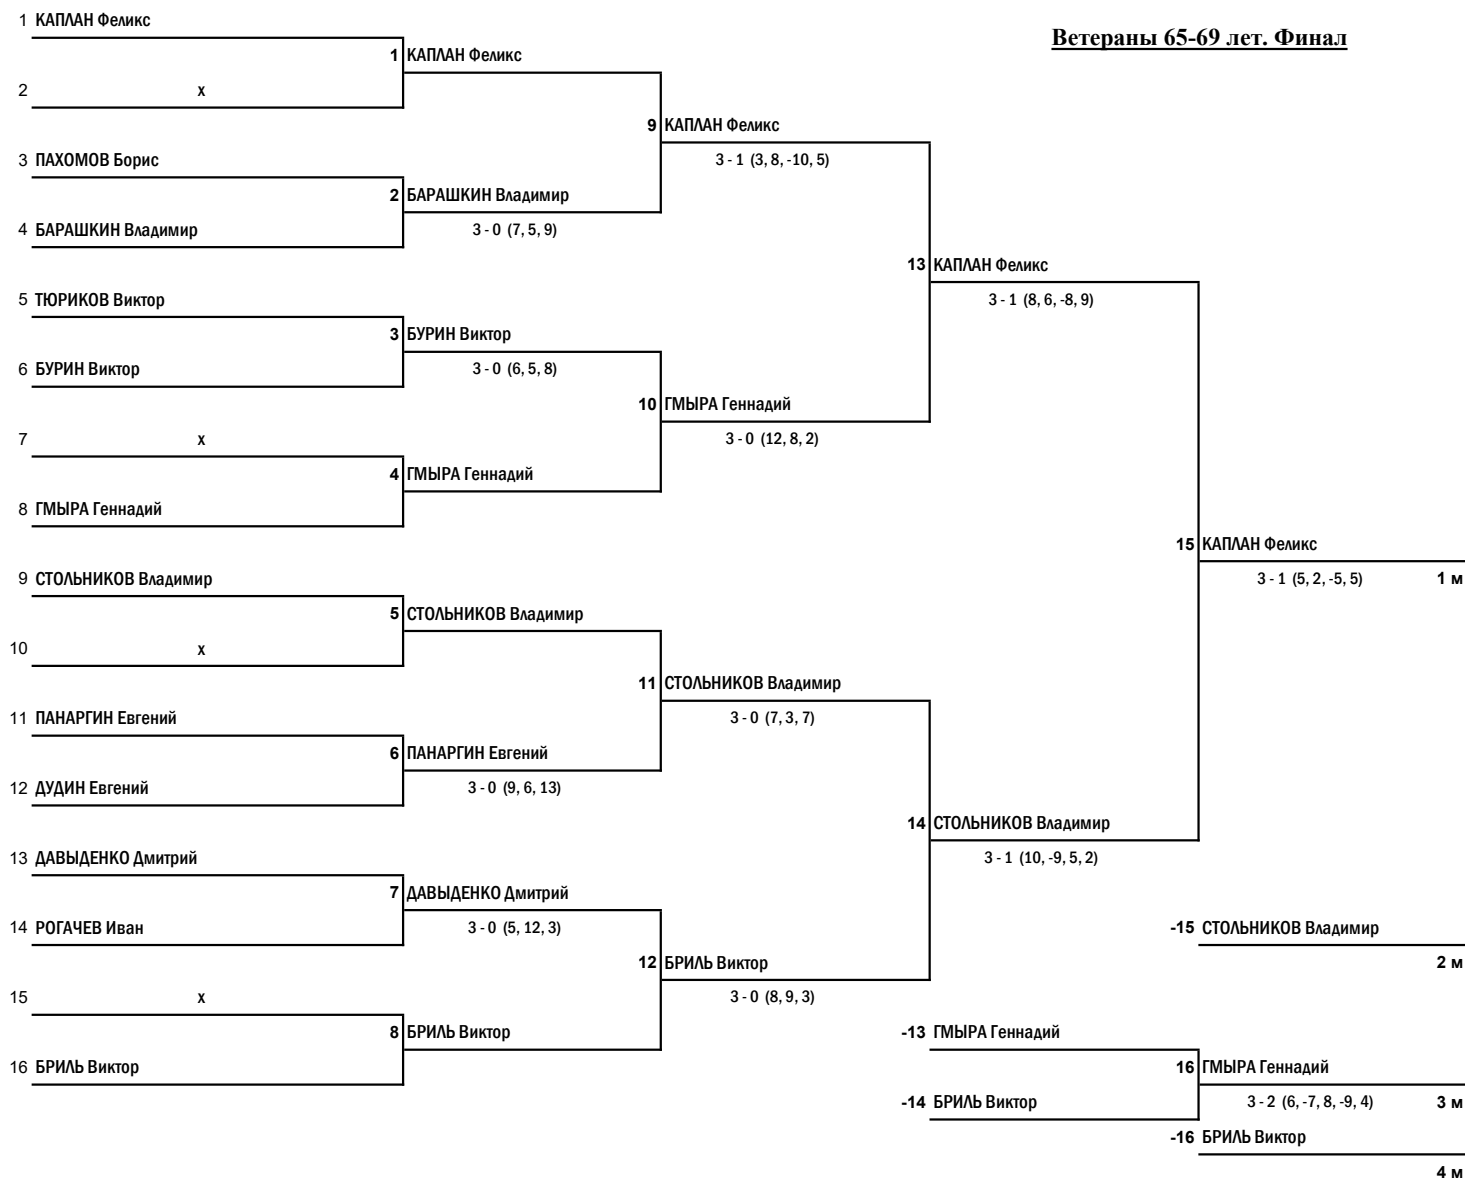 1 КАПЛАН Феликс
Ветераны 65-69 лет. Финал
1 КАПЛАН Феликс
2 х
9 КАПЛАН Феликс
3 ПАХОМОВ Борис
3 - 1 (3, 8, -10, 5)
2 БАРАШКИН Владимир
4 БАРАШКИН Владимир
3 - 0 (7, 5, 9)
13 КАПЛАН Феликс
5 ТЮРИКОВ Виктор
3 - 1 (8, 6, -8, 9)
3 БУРИН Виктор
6 БУРИН Виктор
3 - 0 (6, 5, 8)
10 ГМЫРА Геннадий
7 х
3 - 0 (12, 8, 2)
4 ГМЫРА Геннадий
8 ГМЫРА Геннадий
15 КАПЛАН Феликс
9 СТОЛЬНИКОВ Владимир
3 - 1 (5, 2, -5, 5)
1 м
5 СТОЛЬНИКОВ Владимир
10 х
11 СТОЛЬНИКОВ Владимир
11 ПАНАРГИН Евгений
3 - 0 (7, 3, 7)
6 ПАНАРГИН Евгений
12 ДУДИН Евгений
3 - 0 (9, 6, 13)
14 СТОЛЬНИКОВ Владимир
13 ДАВЫДЕНКО Дмитрий
3 - 1 (10, -9, 5, 2)
7 ДАВЫДЕНКО Дмитрий
14 РОГАЧЕВ Иван
3 - 0 (5, 12, 3)
-15 СТОЛЬНИКОВ Владимир
12 БРИЛЬ Виктор
2 м
15 х
3 - 0 (8, 9, 3)
8 БРИЛЬ Виктор
-13 ГМЫРА Геннадий
16 БРИЛЬ Виктор
16 ГМЫРА Геннадий
-14 БРИЛЬ Виктор
3 - 2 (6, -7, 8, -9, 4)
3 м
-16 БРИЛЬ Виктор
4 м